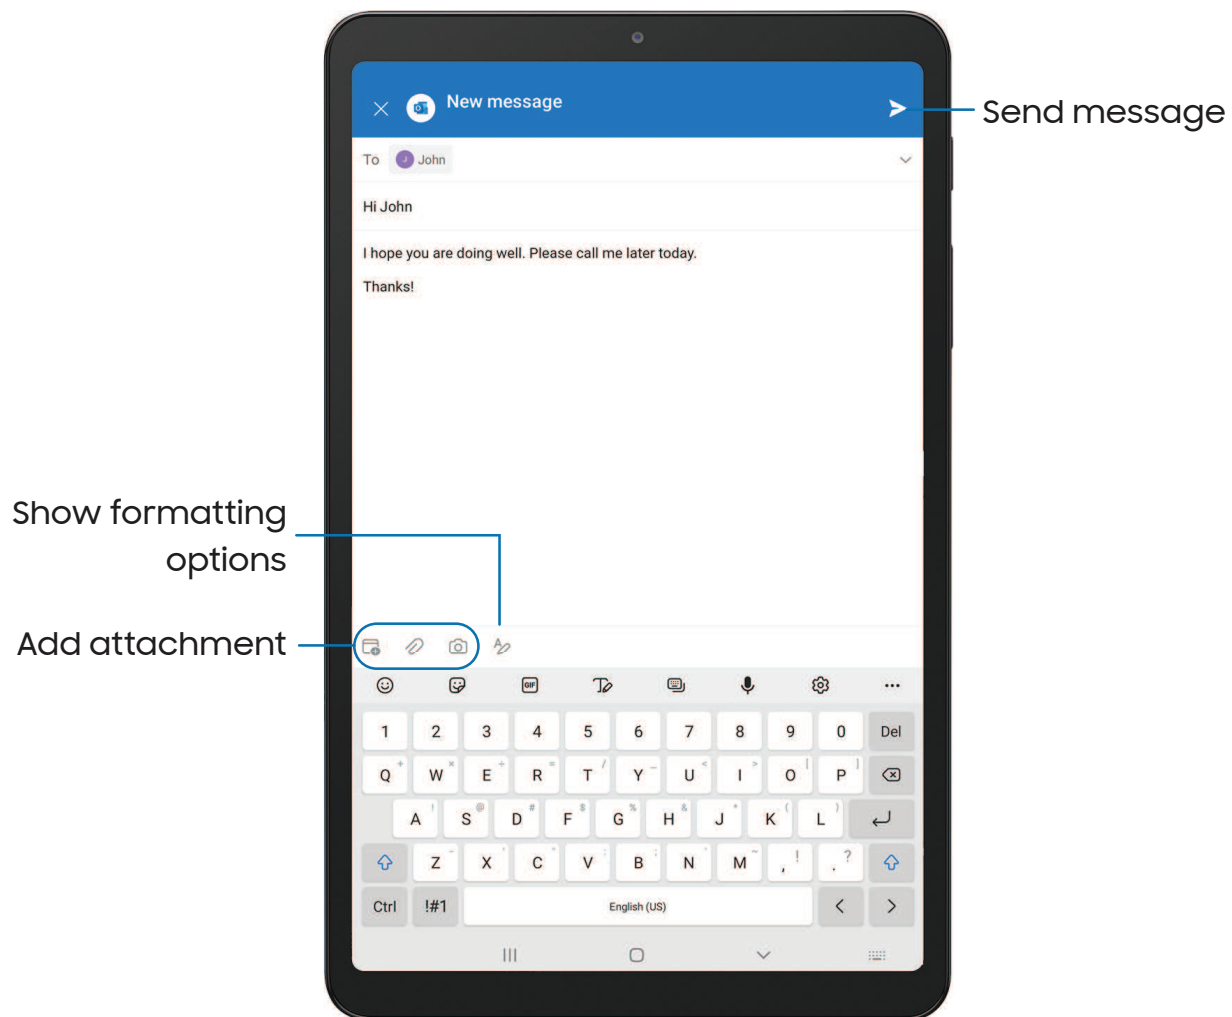 New message
Send message
To John
Hi John
I hope you are doing well. Please call me later today.
Thanks!
Show formatting
options
Add attachment
GIF
1 2 3 4 5 6 7 8 9 0 Del
Q + W × E ÷ R = T / Y _ U < I > O [ P ]
A ! S @ D # F $ G % H & J * K ( L )
Z - X ' C " V : B ; N ' M ~ , ! . ?
Ctrl !#1 English (US) < >